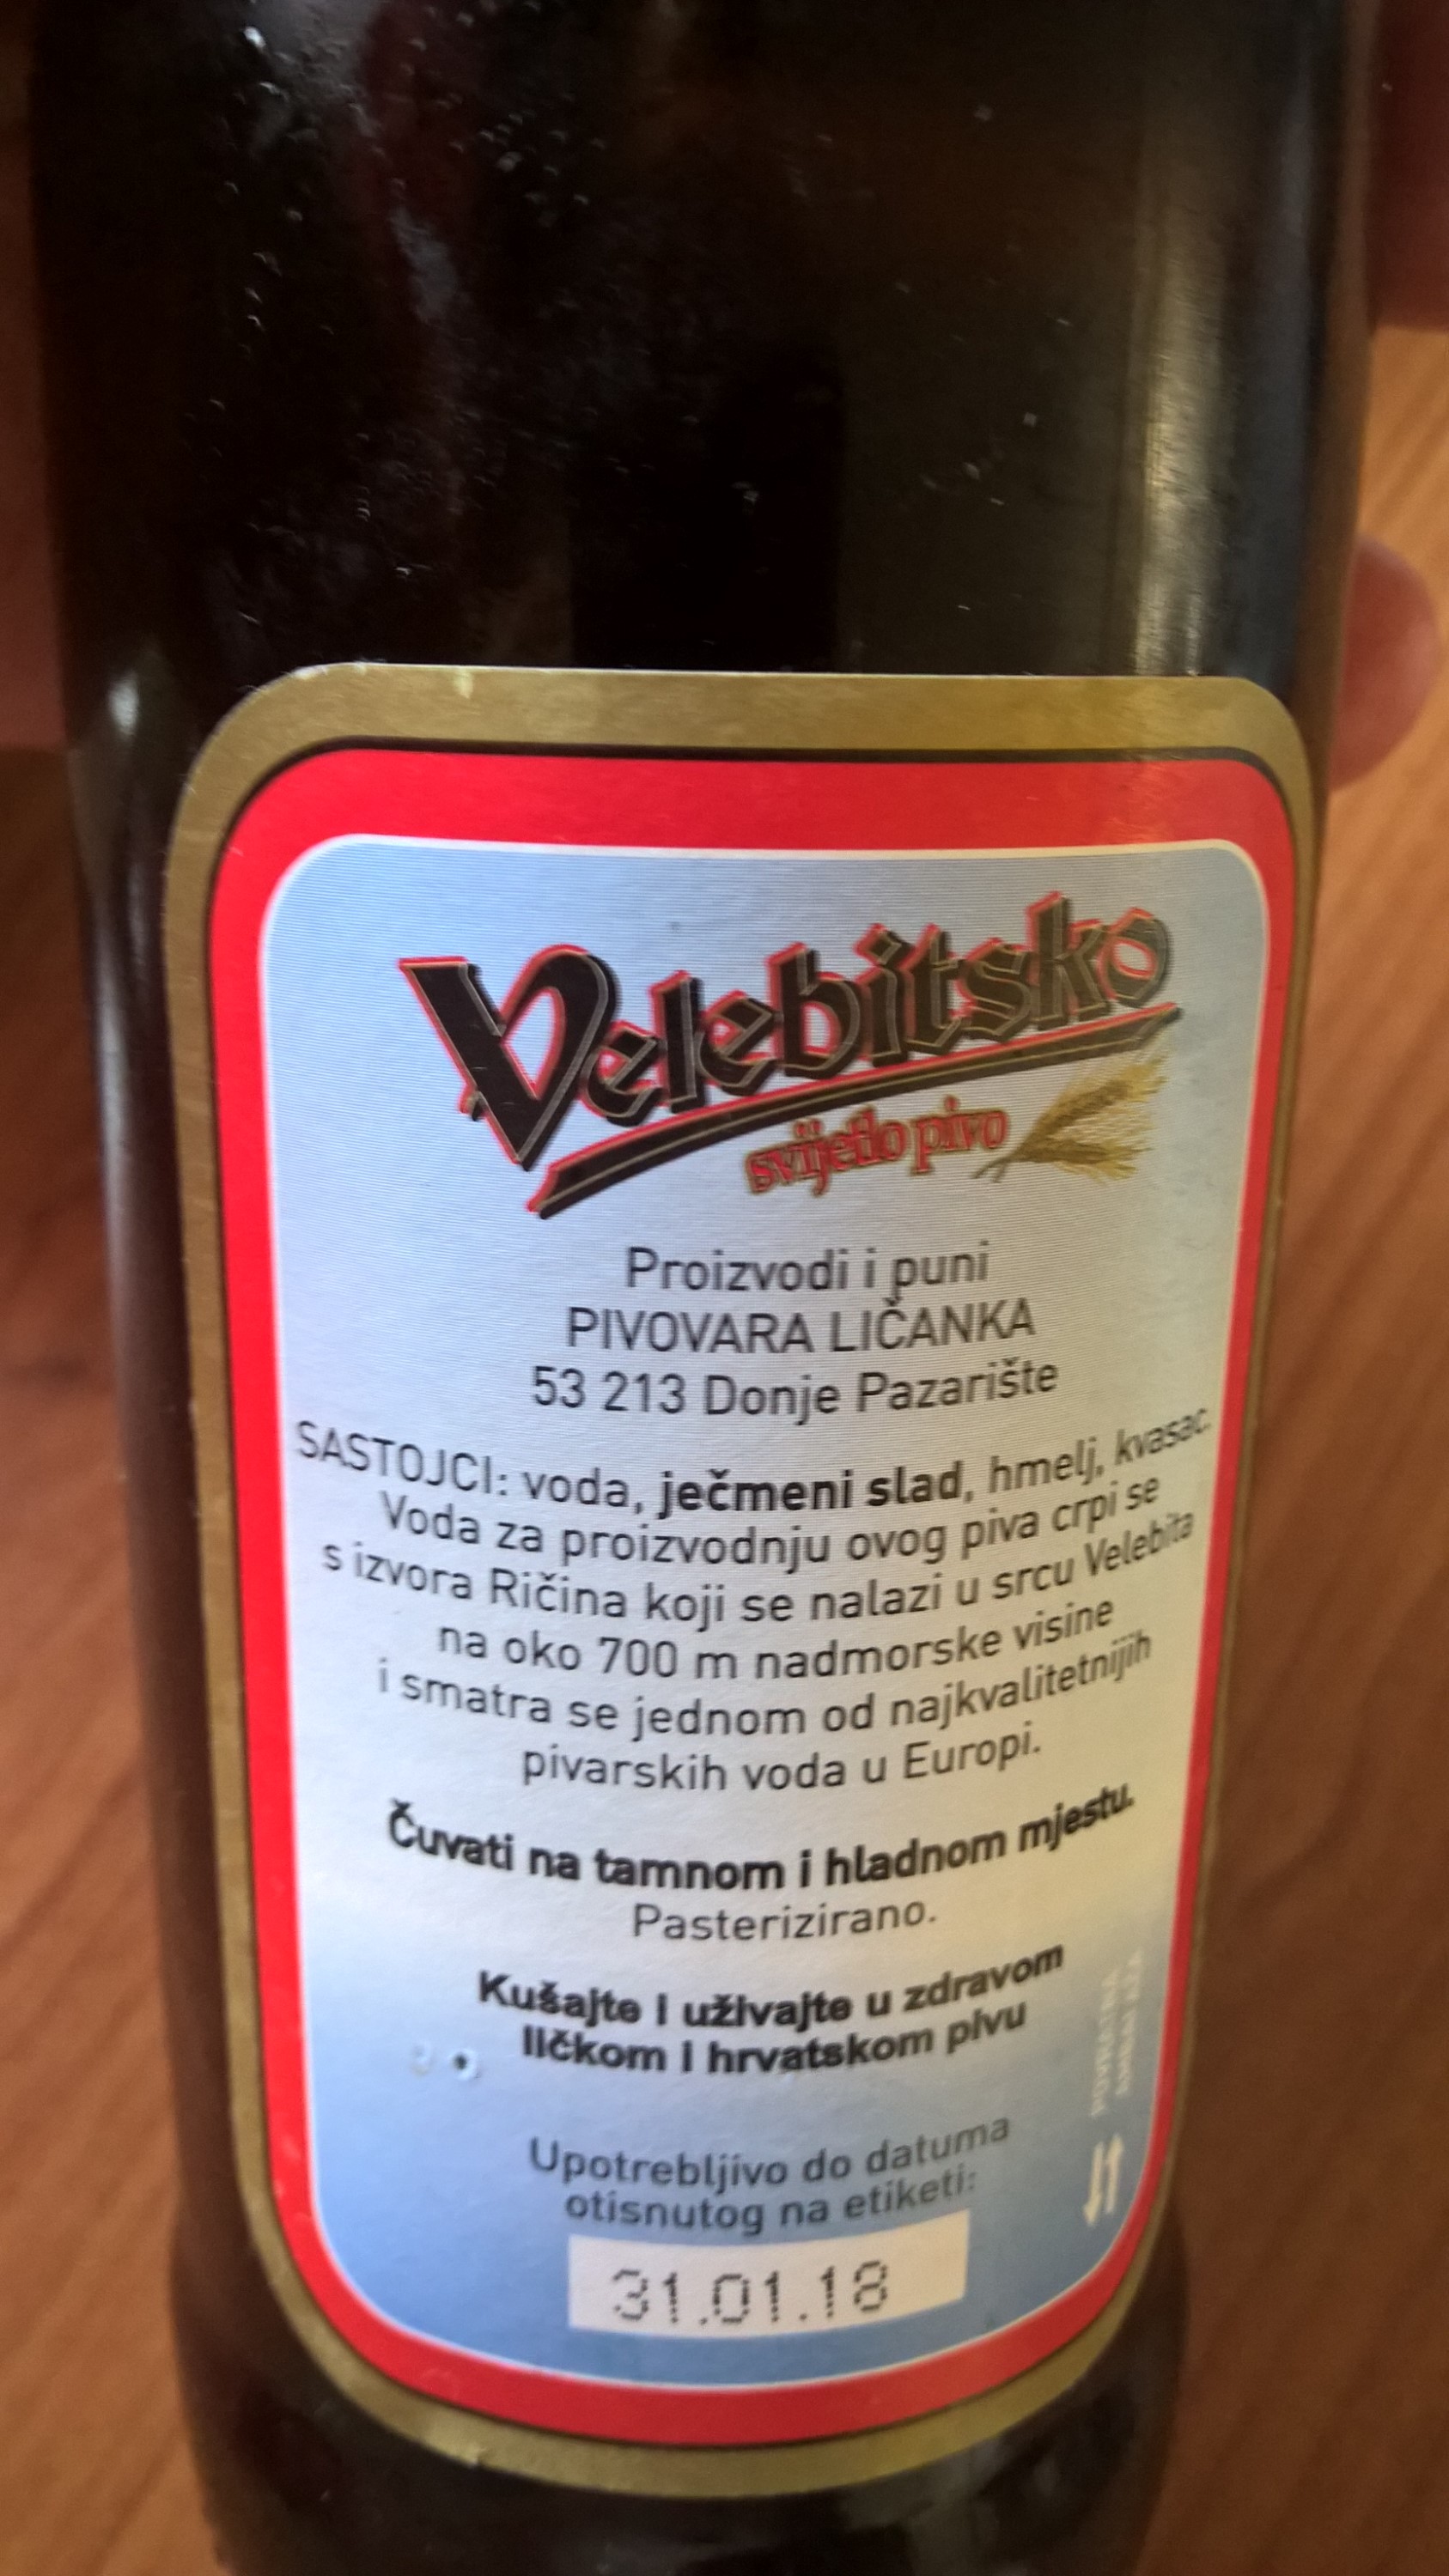 Velebitsko
svijetlo pivo
Proizvodi i puni
PIVOVARA LIČANKA
53 213 Donje Pazarište
SASTOJCI: voda, ječmeni slad, hmelj, kvasac.
Voda za proizvodnju ovog piva crpi se
s izvora Ričina koji se nalazi u srcu Velebita
na oko 700 m nadmorske visine
i smatra se jednom od najkvalitetnijih
pivarskih voda u Europi.
Čuvati na tamnom i hladnom mjestu.
Pasterizirano.
Kušajte i uživajte u zdravom
ličkom i hrvatskom pivu
POVRATNA
AMBALAŽA
Upotrebljivo do datuma
otisnutog na etiketi:
31.01.18